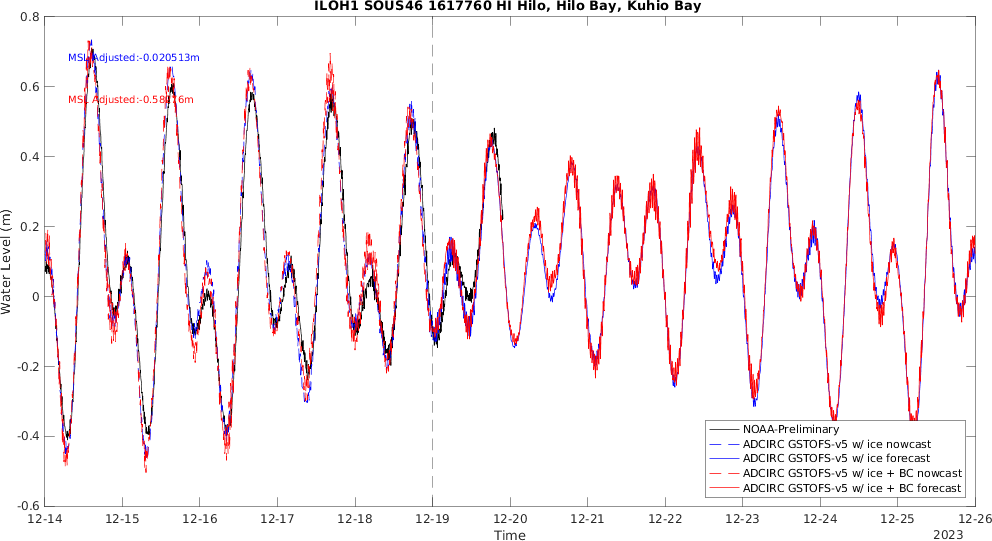 ILOH1 SOUS46 1617760 HI Hilo, Hilo Bay, Kuhio Bay
0.8
0.6
0.4
0.2
0
-0.2
-0.4
-0.6
Water Level (m)
MSL Adjusted:-0.020513m
MSL
NOAA-Preliminary
ADCIRC GSTOFS-v5 w/ ice nowcast
ADCIRC GSTOFS-v5 w/ ice forecast
ADCIRC GSTOFS-v5 w/ ice + BC nowcast
ADCIRC GSTOFS-v5 w/ ice + BC forecast
12-14 12-15 12-16 12-17 12-18 12-19 12-20 12-21 12-22 12-23 12-24 12-25 12-26
Time
2023